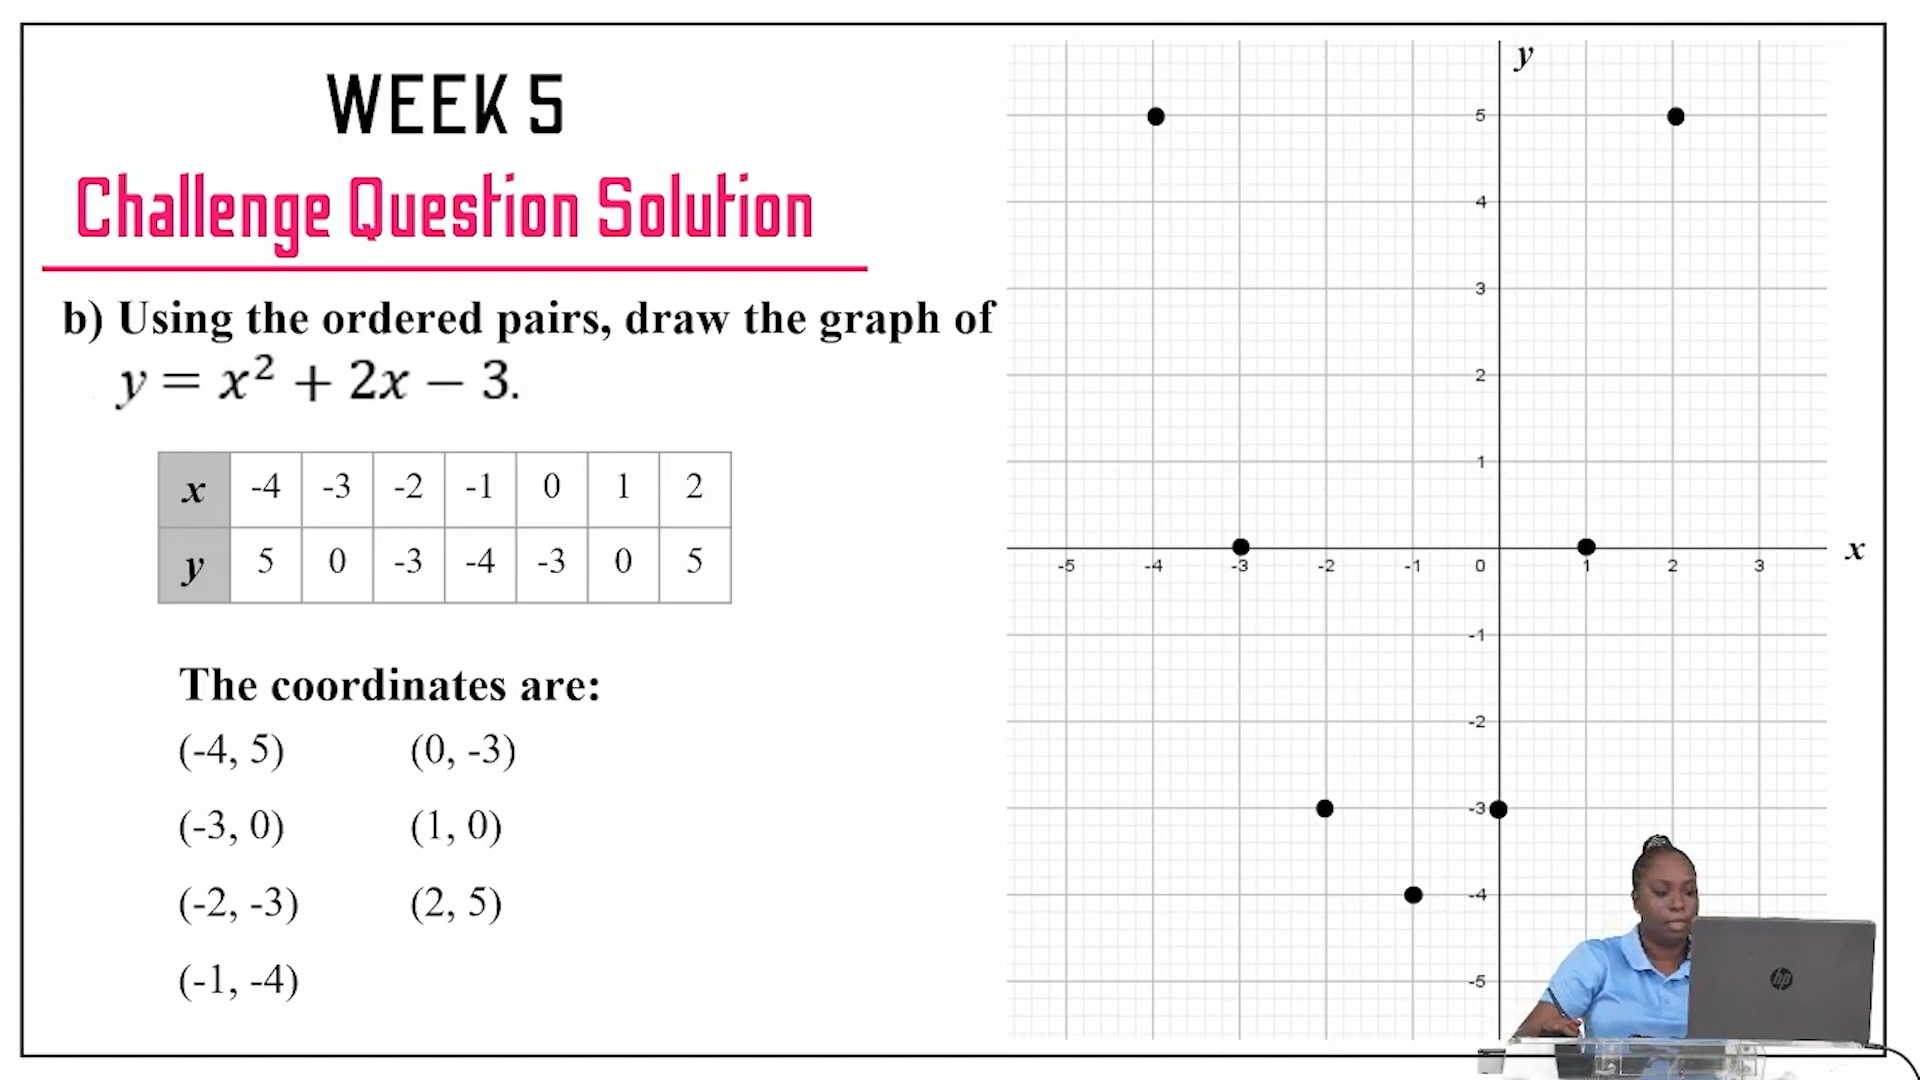 WEEK 5
Challenge Question Solution
b) Using the ordered pairs, draw the graph of
y = x² + 2x − 3.
x -4 -3 -2 -1 0 1 2
y 5 0 -3 -4 -3 0 5
The coordinates are:
(-4, 5) (0, -3)
(-3, 0) (1, 0)
(-2, -3) (2, 5)
(-1, -4)
y
5
4
3
2
1
-5 -4 -3 -2 -1 0 1 2 3 x
-1
-2
-3
-4
-5
hp